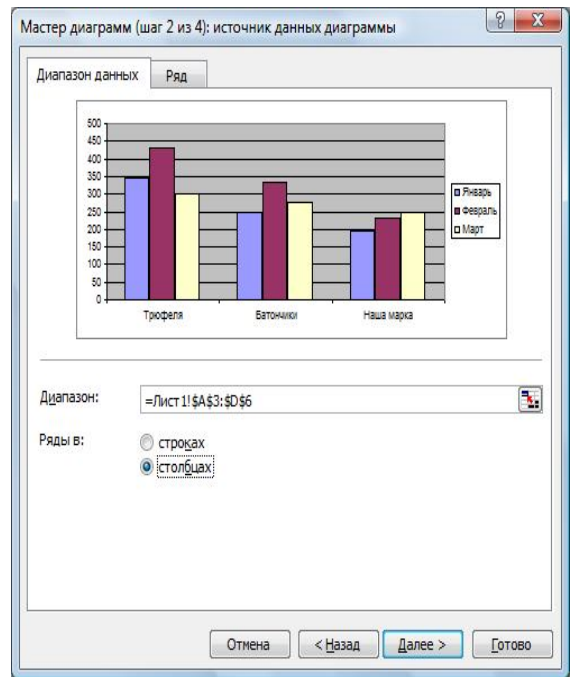 Мастер диаграмм (шаг 2 из 4): источник данных диаграммы
Диапазон данных Ряд
500
450
400
350
300
250
200
150
100
50
0
Трюфеля Батончики Наша марка
Январь
Февраль
Март
Диапазон: =Лист1!$A$3:$D$6
Ряды в: строках
столбцах
Отмена < Назад Далее > Готово